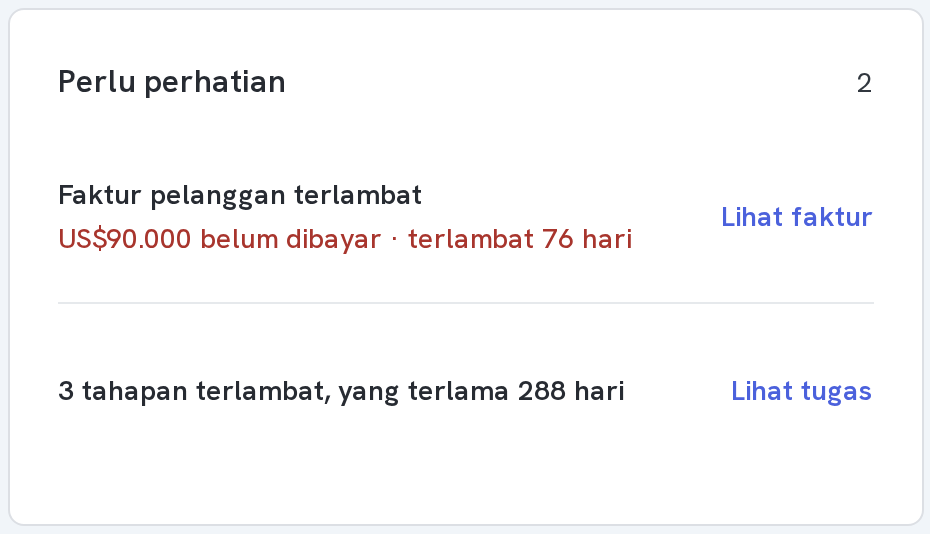 Perlu perhatian
2
Faktur pelanggan terlambat
US$90.000 belum dibayar · terlambat 76 hari
Lihat faktur
3 tahapan terlambat, yang terlama 288 hari
Lihat tugas